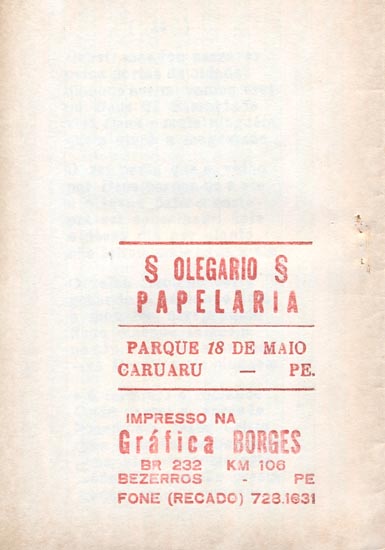 § OLEGARIO §
PAPELARIA
PARQUE 18 DE MAIO
CARUARU — PE.
IMPRESSO NA
Gráfica BORGES
BR 232 KM 106
BEZERROS - PE
FONE (RECADO) 728.1631